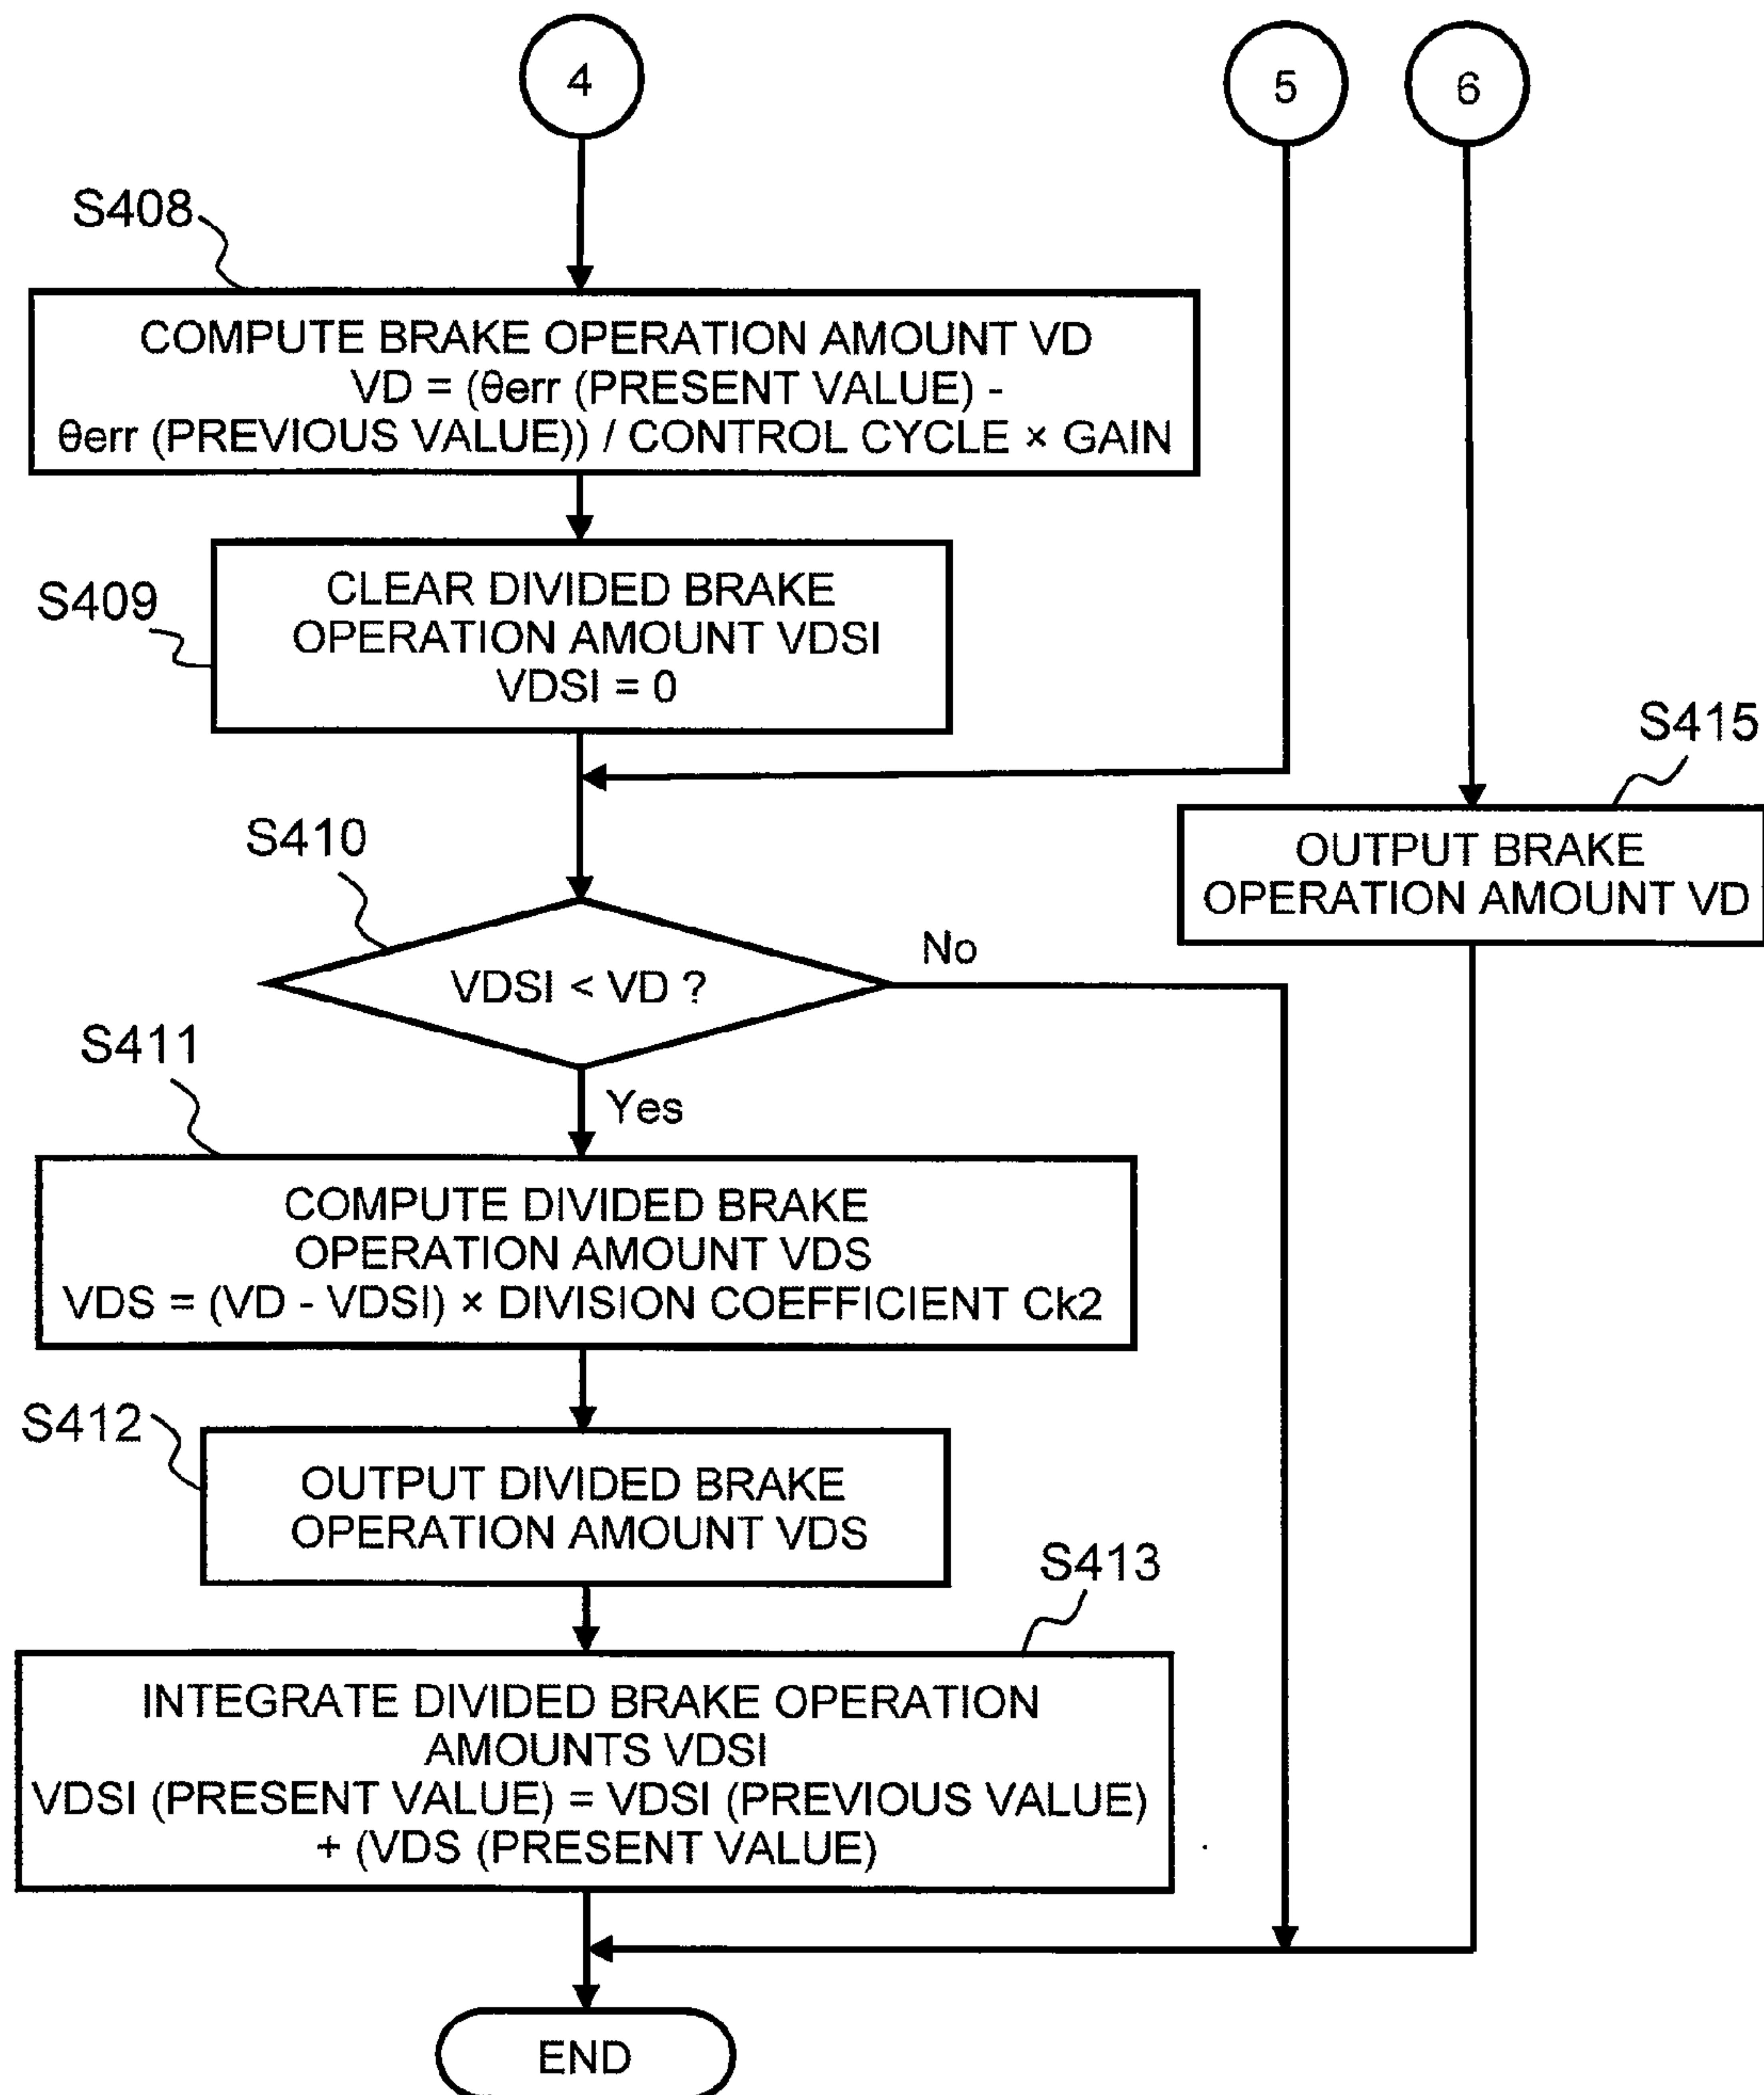 4
5
6
S408
COMPUTE BRAKE OPERATION AMOUNT VD
VD = (θerr (PRESENT VALUE) -
θerr (PREVIOUS VALUE)) / CONTROL CYCLE × GAIN
S409
CLEAR DIVIDED BRAKE
OPERATION AMOUNT VDSI
VDSI = 0
S415
OUTPUT BRAKE
OPERATION AMOUNT VD
S410
VDSI < VD ?
No
Yes
S411
COMPUTE DIVIDED BRAKE
OPERATION AMOUNT VDS
VDS = (VD - VDSI) × DIVISION COEFFICIENT Ck2
S412
OUTPUT DIVIDED BRAKE
OPERATION AMOUNT VDS
S413
INTEGRATE DIVIDED BRAKE OPERATION
AMOUNTS VDSI
VDSI (PRESENT VALUE) = VDSI (PREVIOUS VALUE)
+ (VDS (PRESENT VALUE)
END